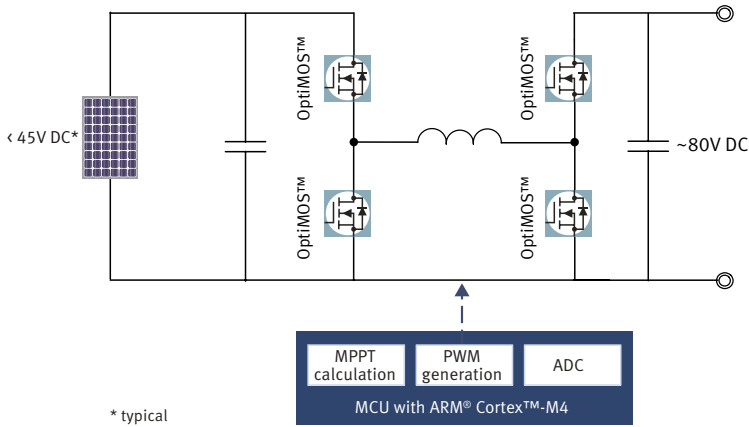 OptiMOS™
OptiMOS™
< 45V DC*
~80V DC
OptiMOS™
OptiMOS™
MPPT
calculation
PWM
generation
ADC
MCU with ARM® Cortex™-M4
* typical